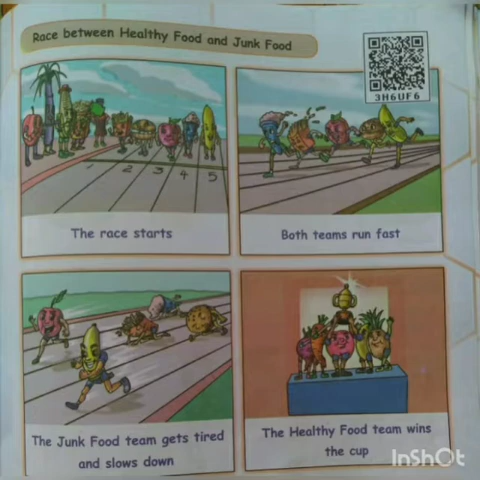 Race between Healthy Food and Junk Food
3H6UF6
1 2 3 4 5
The race starts
Both teams run fast
The Junk Food team gets tired
and slows down
The Healthy Food team wins
the cup
InShOt